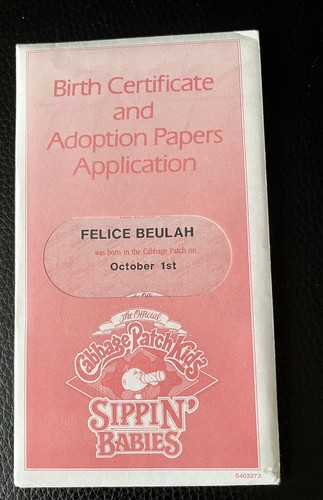 Birth Certificate
and
Adoption Papers
Application
FELICE BEULAH
was born in the Cabbage Patch on
October 1st
The Official
Cabbage Patch Kids
SIPPIN'
BABIES
S403273